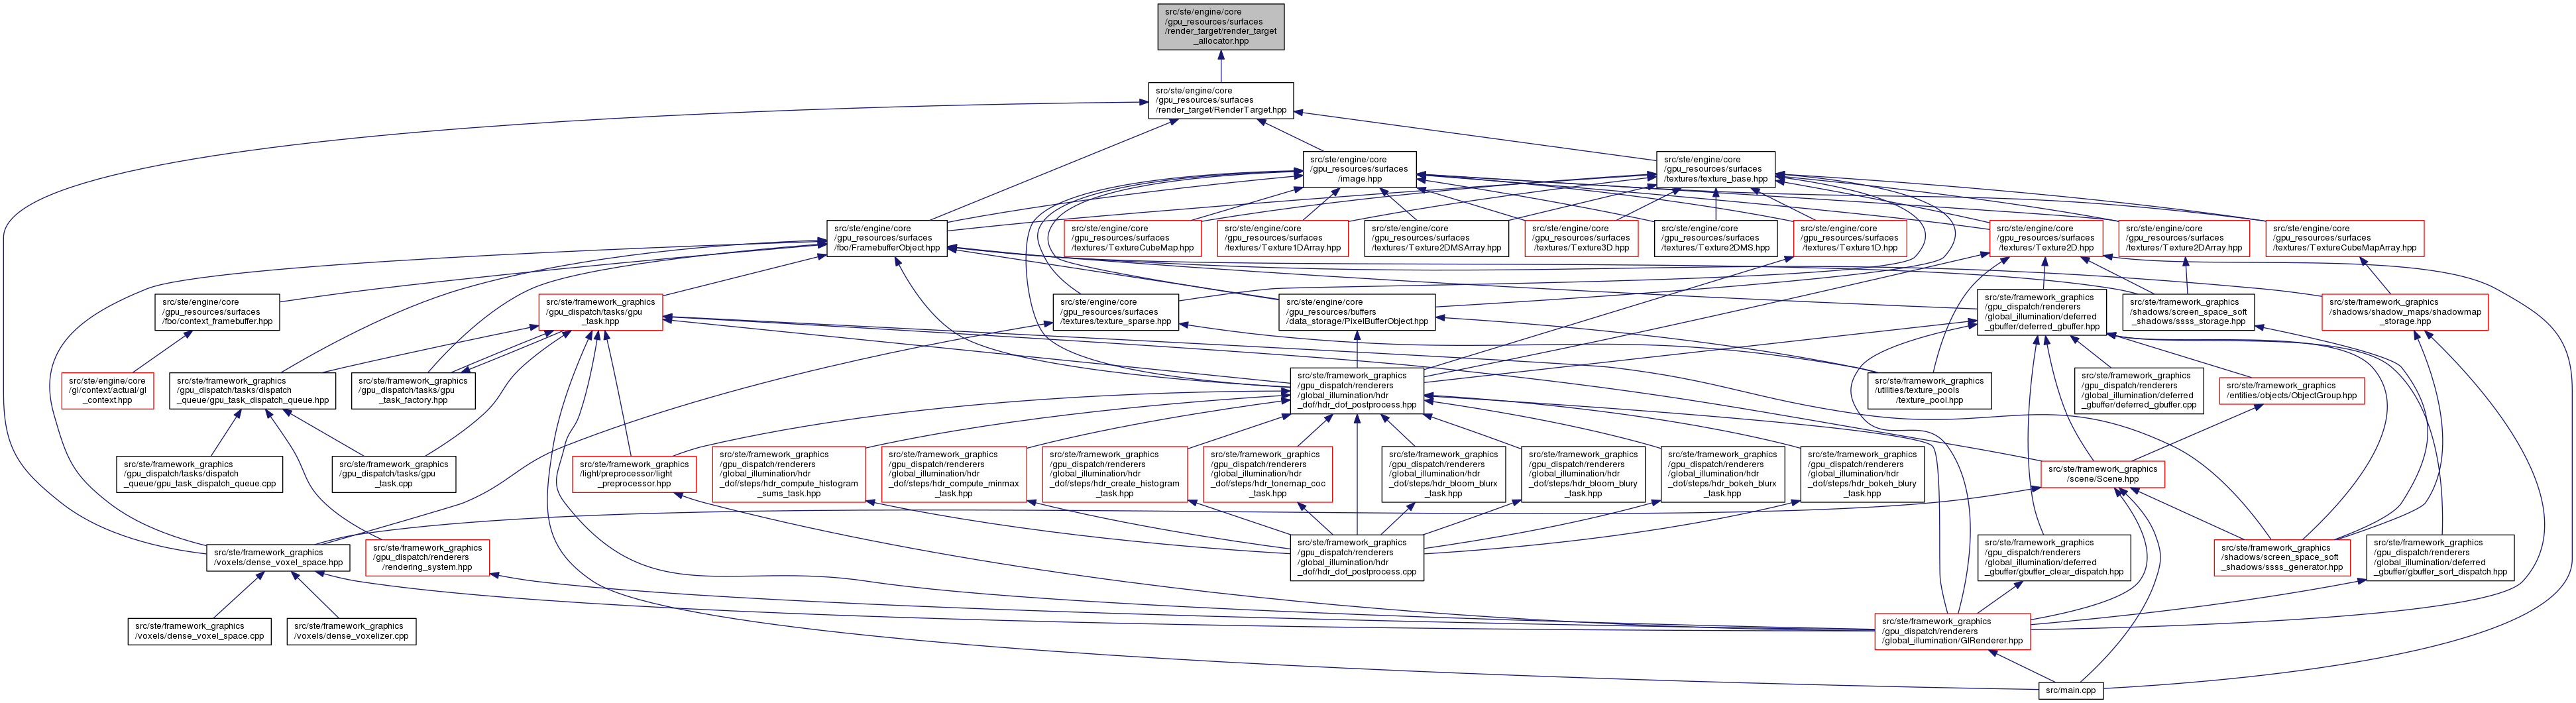 src/ste/engine/core
/gpu_resources/surfaces
/render_target/render_target
_allocator.hpp
src/ste/engine/core
/gpu_resources/surfaces
/render_target/RenderTarget.hpp
src/ste/engine/core
/gpu_resources/surfaces
/image.hpp
src/ste/engine/core
/gpu_resources/surfaces
/textures/texture_base.hpp
src/ste/engine/core
/gpu_resources/surfaces
/fbo/FramebufferObject.hpp
src/ste/engine/core
/gpu_resources/surfaces
/textures/TextureCubeMap.hpp
src/ste/engine/core
/gpu_resources/surfaces
/textures/Texture1DArray.hpp
src/ste/engine/core
/gpu_resources/surfaces
/textures/Texture2DMSArray.hpp
src/ste/engine/core
/gpu_resources/surfaces
/textures/Texture3D.hpp
src/ste/engine/core
/gpu_resources/surfaces
/textures/Texture2DMS.hpp
src/ste/engine/core
/gpu_resources/surfaces
/textures/Texture1D.hpp
src/ste/engine/core
/gpu_resources/surfaces
/textures/Texture2D.hpp
src/ste/engine/core
/gpu_resources/surfaces
/textures/Texture2DArray.hpp
src/ste/engine/core
/gpu_resources/surfaces
/textures/TextureCubeMapArray.hpp
src/ste/engine/core
/gpu_resources/surfaces
/fbo/context_framebuffer.hpp
src/ste/framework_graphics
/gpu_dispatch/tasks/gpu
_task.hpp
src/ste/engine/core
/gpu_resources/surfaces
/textures/texture_sparse.hpp
src/ste/engine/core
/gpu_resources/buffers
/data_storage/PixelBufferObject.hpp
src/ste/framework_graphics
/gpu_dispatch/renderers
/global_illumination/deferred
_gbuffer/deferred_gbuffer.hpp
src/ste/framework_graphics
/shadows/screen_space_soft
_shadows/ssss_storage.hpp
src/ste/framework_graphics
/shadows/shadow_maps/shadowmap
_storage.hpp
src/ste/engine/core
/gl/context/actual/gl
_context.hpp
src/ste/framework_graphics
/gpu_dispatch/tasks/dispatch
_queue/gpu_task_dispatch_queue.hpp
src/ste/framework_graphics
/gpu_dispatch/tasks/gpu
_task_factory.hpp
src/ste/framework_graphics
/gpu_dispatch/renderers
/global_illumination/hdr
_dof/hdr_dof_postprocess.hpp
src/ste/framework_graphics
/utilities/texture_pools
/texture_pool.hpp
src/ste/framework_graphics
/gpu_dispatch/renderers
/global_illumination/deferred
_gbuffer/deferred_gbuffer.cpp
src/ste/framework_graphics
/entities/objects/ObjectGroup.hpp
src/ste/framework_graphics
/gpu_dispatch/tasks/dispatch
_queue/gpu_task_dispatch_queue.cpp
src/ste/framework_graphics
/gpu_dispatch/tasks/gpu
_task.cpp
src/ste/framework_graphics
/light/preprocessor/light
_preprocessor.hpp
src/ste/framework_graphics
/gpu_dispatch/renderers
/global_illumination/hdr
_dof/steps/hdr_compute_histogram
_sums_task.hpp
src/ste/framework_graphics
/gpu_dispatch/renderers
/global_illumination/hdr
_dof/steps/hdr_compute_minmax
_task.hpp
src/ste/framework_graphics
/gpu_dispatch/renderers
/global_illumination/hdr
_dof/steps/hdr_create_histogram
_task.hpp
src/ste/framework_graphics
/gpu_dispatch/renderers
/global_illumination/hdr
_dof/steps/hdr_tonemap_coc
_task.hpp
src/ste/framework_graphics
/gpu_dispatch/renderers
/global_illumination/hdr
_dof/steps/hdr_bloom_blurx
_task.hpp
src/ste/framework_graphics
/gpu_dispatch/renderers
/global_illumination/hdr
_dof/steps/hdr_bloom_blury
_task.hpp
src/ste/framework_graphics
/gpu_dispatch/renderers
/global_illumination/hdr
_dof/steps/hdr_bokeh_blurx
_task.hpp
src/ste/framework_graphics
/gpu_dispatch/renderers
/global_illumination/hdr
_dof/steps/hdr_bokeh_blury
_task.hpp
src/ste/framework_graphics
/scene/Scene.hpp
src/ste/framework_graphics
/voxels/dense_voxel_space.hpp
src/ste/framework_graphics
/gpu_dispatch/renderers
/rendering_system.hpp
src/ste/framework_graphics
/gpu_dispatch/renderers
/global_illumination/hdr
_dof/hdr_dof_postprocess.cpp
src/ste/framework_graphics
/gpu_dispatch/renderers
/global_illumination/deferred
_gbuffer/gbuffer_clear_dispatch.hpp
src/ste/framework_graphics
/shadows/screen_space_soft
_shadows/ssss_generator.hpp
src/ste/framework_graphics
/gpu_dispatch/renderers
/global_illumination/deferred
_gbuffer/gbuffer_sort_dispatch.hpp
src/ste/framework_graphics
/voxels/dense_voxel_space.cpp
src/ste/framework_graphics
/voxels/dense_voxelizer.cpp
src/ste/framework_graphics
/gpu_dispatch/renderers
/global_illumination/GIRenderer.hpp
src/main.cpp